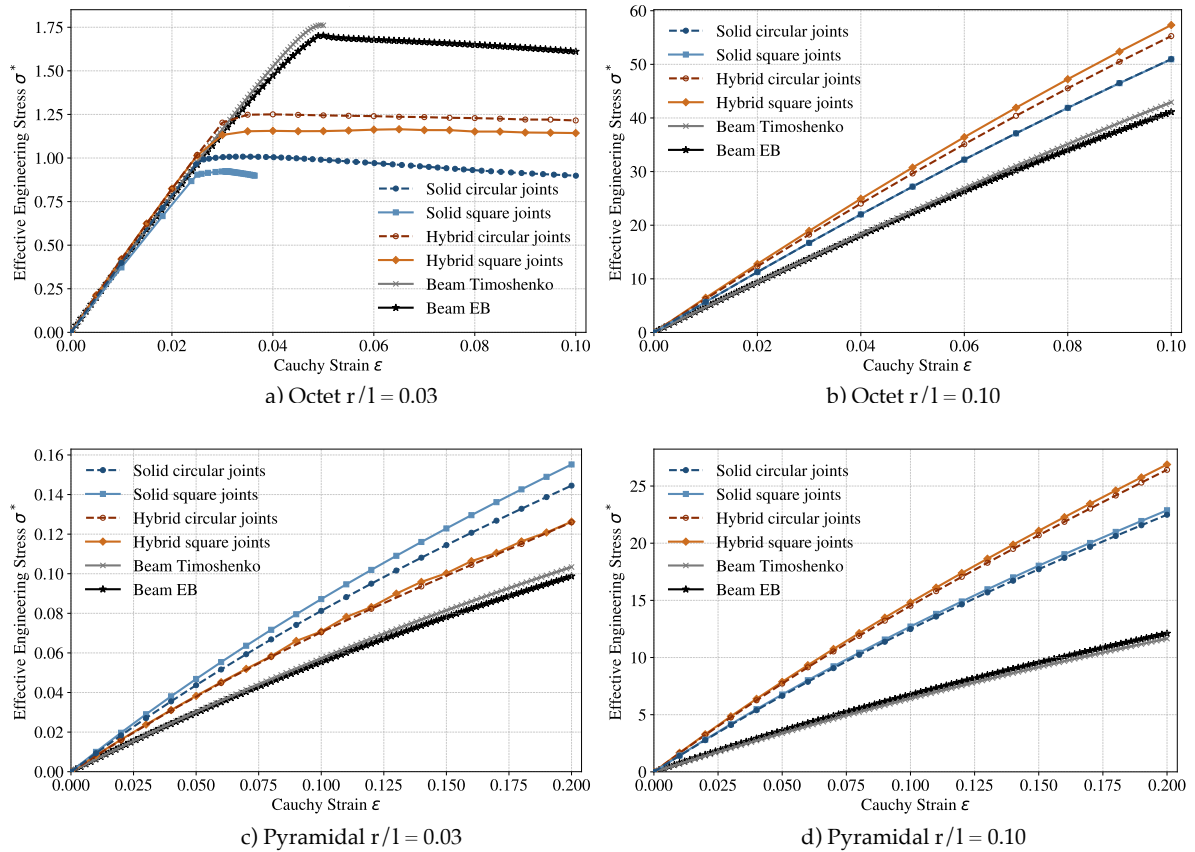 1.75
1.50
1.25
1.00
0.75
0.50
0.25
0.00
Effective Engineering Stress σ*
Solid circular joints
Solid square joints
Hybrid circular joints
Hybrid square joints
Beam Timoshenko
Beam EB
0.00 0.02 0.04 0.06 0.08 0.10
Cauchy Strain ε
a) Octet r/l = 0.03
60
50
40
30
20
10
0
Effective Engineering Stress σ*
Solid circular joints
Solid square joints
Hybrid circular joints
Hybrid square joints
Beam Timoshenko
Beam EB
0.00 0.02 0.04 0.06 0.08 0.10
Cauchy Strain ε
b) Octet r/l = 0.10
0.16
0.14
0.12
0.10
0.08
0.06
0.04
0.02
0.00
Effective Engineering Stress σ*
Solid circular joints
Solid square joints
Hybrid circular joints
Hybrid square joints
Beam Timoshenko
Beam EB
0.000 0.025 0.050 0.075 0.100 0.125 0.150 0.175 0.200
Cauchy Strain ε
c) Pyramidal r/l = 0.03
25
20
15
10
5
0
Effective Engineering Stress σ*
Solid circular joints
Solid square joints
Hybrid circular joints
Hybrid square joints
Beam Timoshenko
Beam EB
0.000 0.025 0.050 0.075 0.100 0.125 0.150 0.175 0.200
Cauchy Strain ε
d) Pyramidal r/l = 0.10